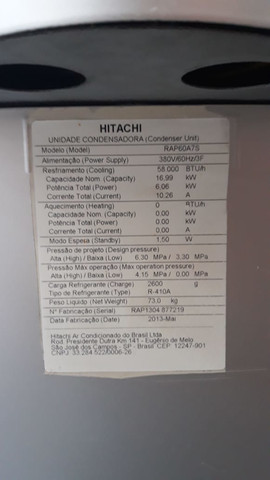 HITACHI
UNIDADE CONDENSADORA (Condenser Unit)
Modelo (Model) RAP60A7S
Alimentação (Power Supply) 380V/60Hz/3F
Resfriamento (Cooling) 58.000 BTU/h
Capacidade Nom. (Capacity) 16,99 kW
Potência Total (Power) 6,06 kW
Corrente Total (Current) 10,26 A
Aquecimento (Heating) 0 BTU/h
Capacidade Nom. (Capacity) 0,00 kW
Potência Total (Power) 0,00 kW
Corrente Total (Current) 0,00 A
Modo Espera (Standby) 1,50 W
Pressão de projeto (Design pressure)
Alta (High) / Baixa (Low) 6.30 MPa / 3.30 MPa
Pressão Máx operação (Max operation pressure)
Alta (High) / Baixa (Low) 4.15 MPa / 0.00 MPa
Carga Refrigerante (Charge) 2600 g
Tipo de Refrigerante (Type) R-410A
Peso Líquido (Net Weight) 73,0 kg
N° Fabricação (Serial) RAP1304 877219
Data Fabricação (Date) 2013-Mai
Hitachi Ar Condicionado do Brasil Ltda
Rod. Presidente Dutra Km 141 - Eugênio de Melo
São José dos Campos - SP - Brasil CEP: 12247-901
CNPJ: 33.284.522/0006-26